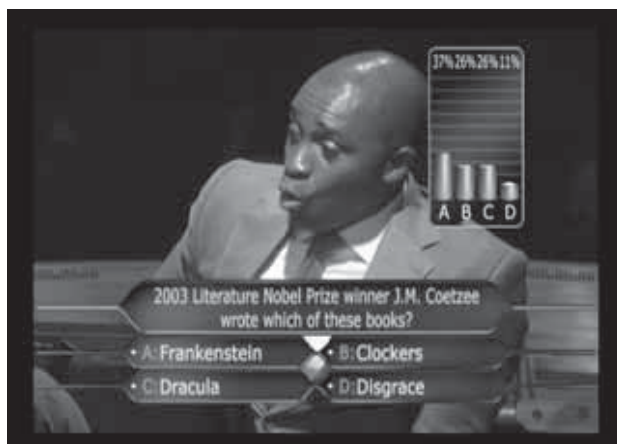 37% 26% 26% 11%
A B C D
2003 Literature Nobel Prize winner J.M. Coetzee
wrote which of these books?
A: Frankenstein
B: Clockers
C: Dracula
D: Disgrace